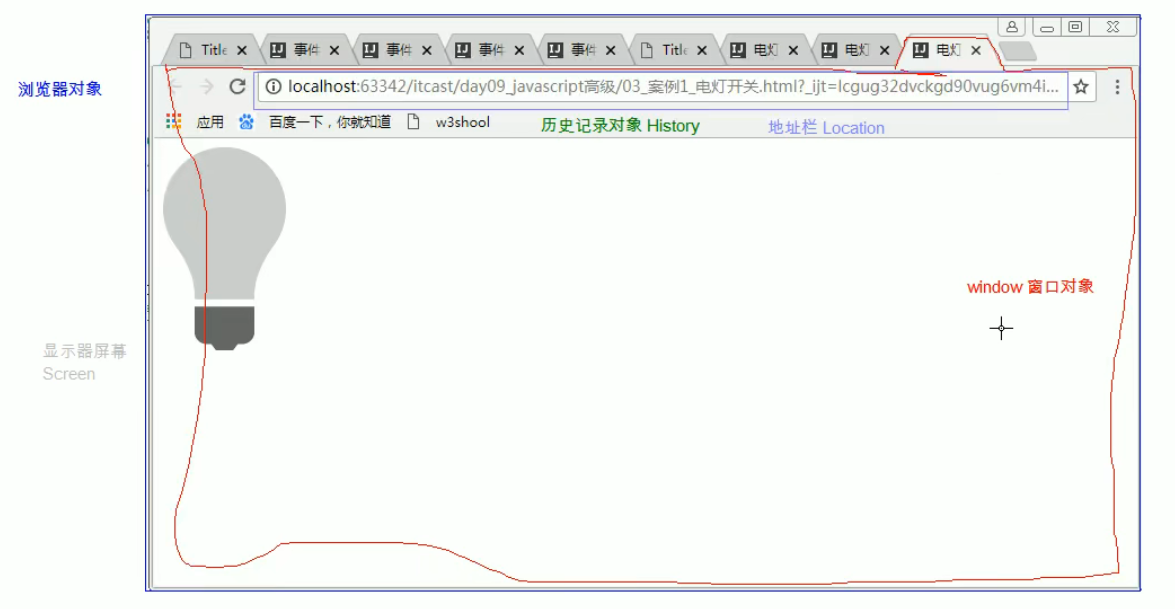 Title
事件
事件
事件
事件
Title
电灯
电灯
电灯
浏览器对象
localhost:63342/itcast/day09_javascript高级/03_案例1_电灯开关.html?_ijt=lcgug32dvckgd90vug6vm4i...
应用 百度一下，你就知道 w3shool
历史记录对象 History
地址栏 Location
window 窗口对象
显示器屏幕
Screen